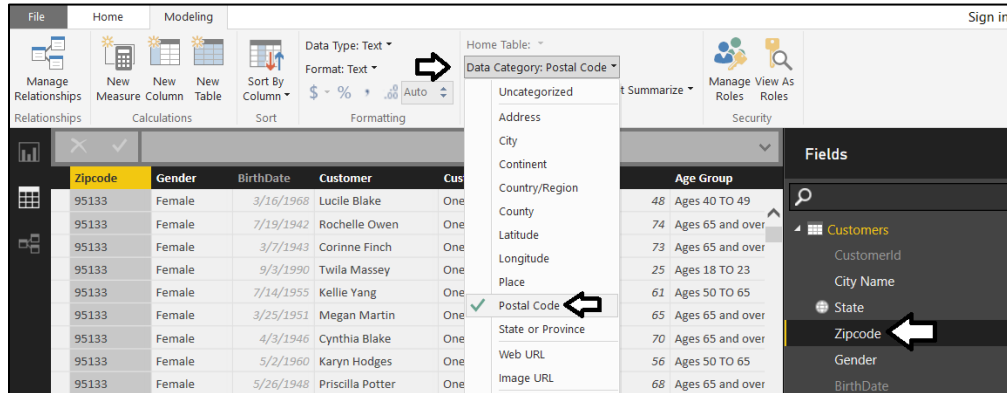 File Home Modeling Sign in
Data Type: Text Home Table:
Format: Text Data Category: Postal Code
Manage Relationships New Measure New Column New Table Sort By Column $ % , .00 Auto t Summarize Manage Roles View As Roles
Relationships Calculations Sort Formatting Security
Uncategorized
Address
City
Continent
Country/Region
County
Latitude
Longitude
Place
Postal Code
State or Province
Web URL
Image URL
Zipcode Gender BirthDate Customer Cus Age Group
95133 Female 3/16/1968 Lucile Blake One 48 Ages 40 TO 49
95133 Female 7/19/1942 Rochelle Owen One 74 Ages 65 and over
95133 Female 3/7/1943 Corinne Finch One 73 Ages 65 and over
95133 Female 9/3/1990 Twila Massey One 25 Ages 18 TO 23
95133 Female 7/14/1955 Kellie Yang One 61 Ages 50 TO 65
95133 Female 3/25/1951 Megan Martin One 65 Ages 65 and over
95133 Female 4/3/1946 Cynthia Blake One 70 Ages 65 and over
95133 Female 5/2/1960 Karyn Hodges One 56 Ages 50 TO 65
95133 Female 5/26/1948 Priscilla Potter One 68 Ages 65 and over
Fields
Customers
CustomerId
City Name
State
Zipcode
Gender
BirthDate